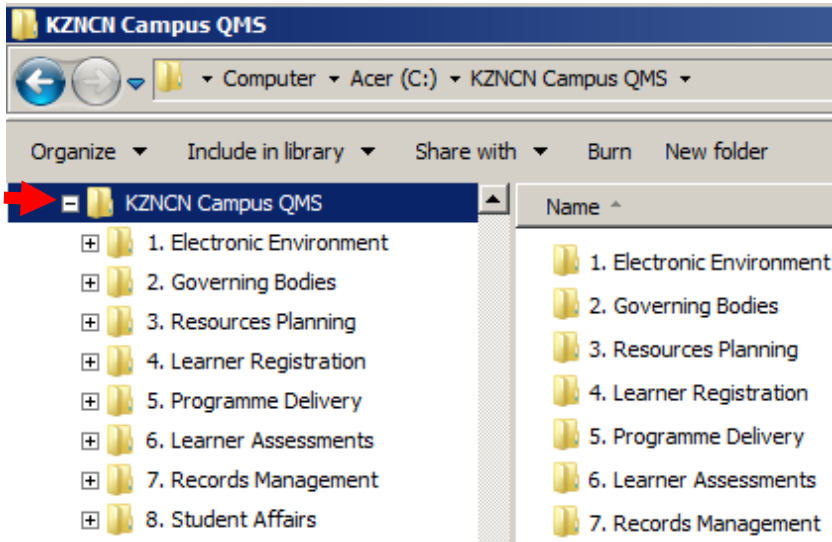 KZNCN Campus QMS
Computer Acer (C:) KZNCN Campus QMS
Organize Include in library Share with Burn New folder
KZNCN Campus QMS
1. Electronic Environment
2. Governing Bodies
3. Resources Planning
4. Learner Registration
5. Programme Delivery
6. Learner Assessments
7. Records Management
8. Student Affairs
Name
1. Electronic Environment
2. Governing Bodies
3. Resources Planning
4. Learner Registration
5. Programme Delivery
6. Learner Assessments
7. Records Management